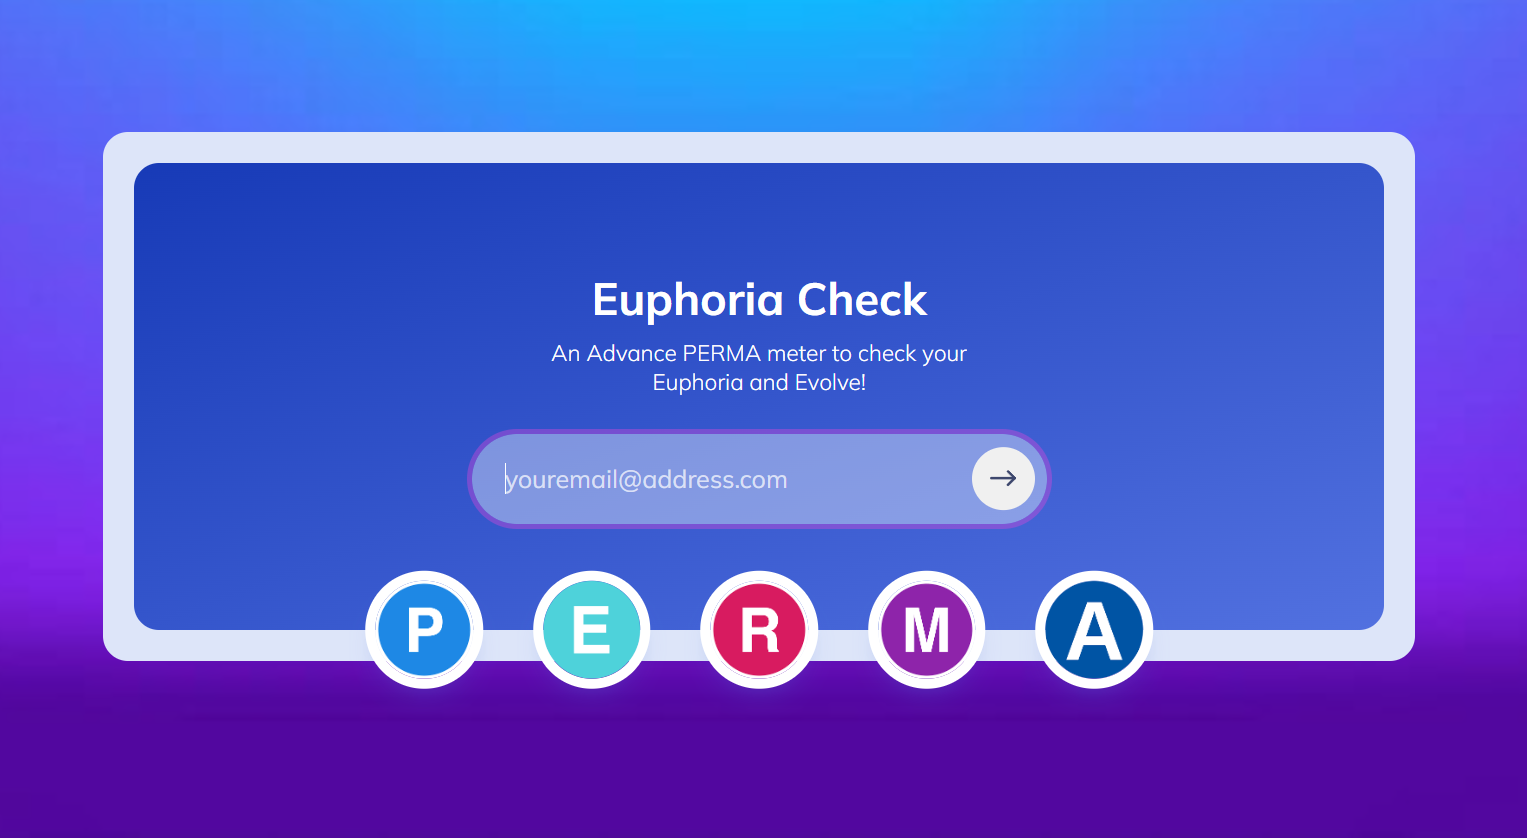 Euphoria Check
An Advance PERMA meter to check your
Euphoria and Evolve!
youremail@address.com
P E R M A